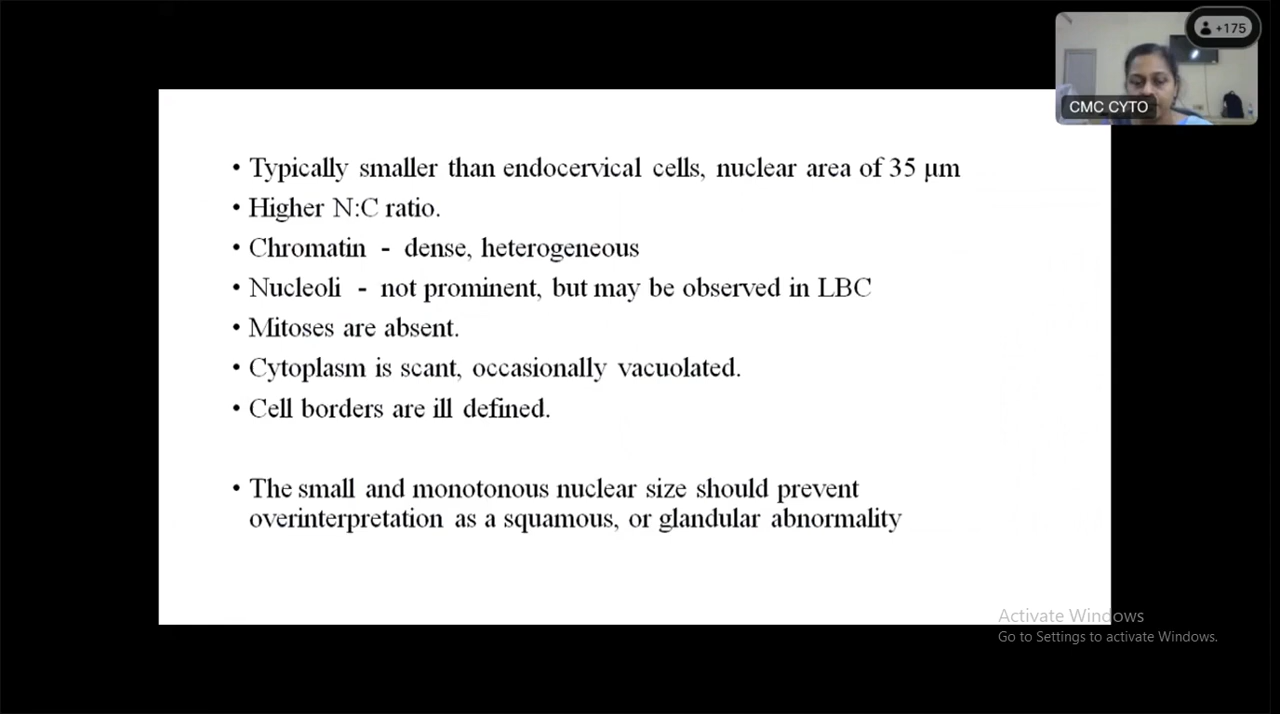 +175
CMC CYTO
• Typically smaller than endocervical cells, nuclear area of 35 μm
• Higher N:C ratio.
• Chromatin - dense, heterogeneous
• Nucleoli - not prominent, but may be observed in LBC
• Mitoses are absent.
• Cytoplasm is scant, occasionally vacuolated.
• Cell borders are ill defined.
• The small and monotonous nuclear size should prevent
overinterpretation as a squamous, or glandular abnormality
Activate Windows
Go to Settings to activate Windows.